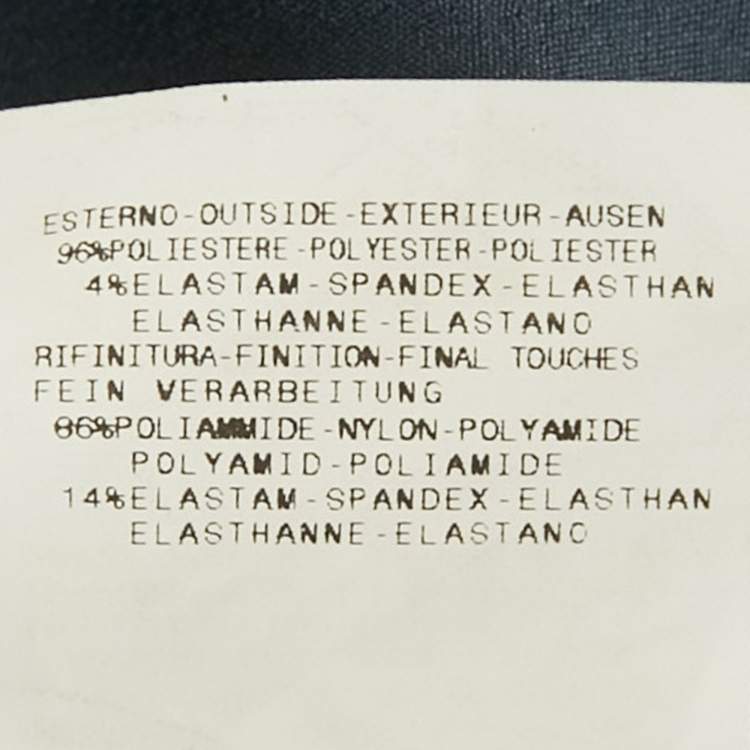 ESTERNO-OUTSIDE-EXTERIEUR-AUSEN
96%POLIESTERE-POLYESTER-POLIESTER
4%ELASTAM-SPANDEX-ELASTHAN
ELASTHANNE-ELASTANO
RIFINITURA-FINITION-FINAL TOUCHES
FEIN VERARBEITUNG
86%POLIAMMIDE-NYLON-POLYAMIDE
POLYAMID-POLIAMIDE
14%ELASTAM-SPANDEX-ELASTHAN
ELASTHANNE-ELASTANO